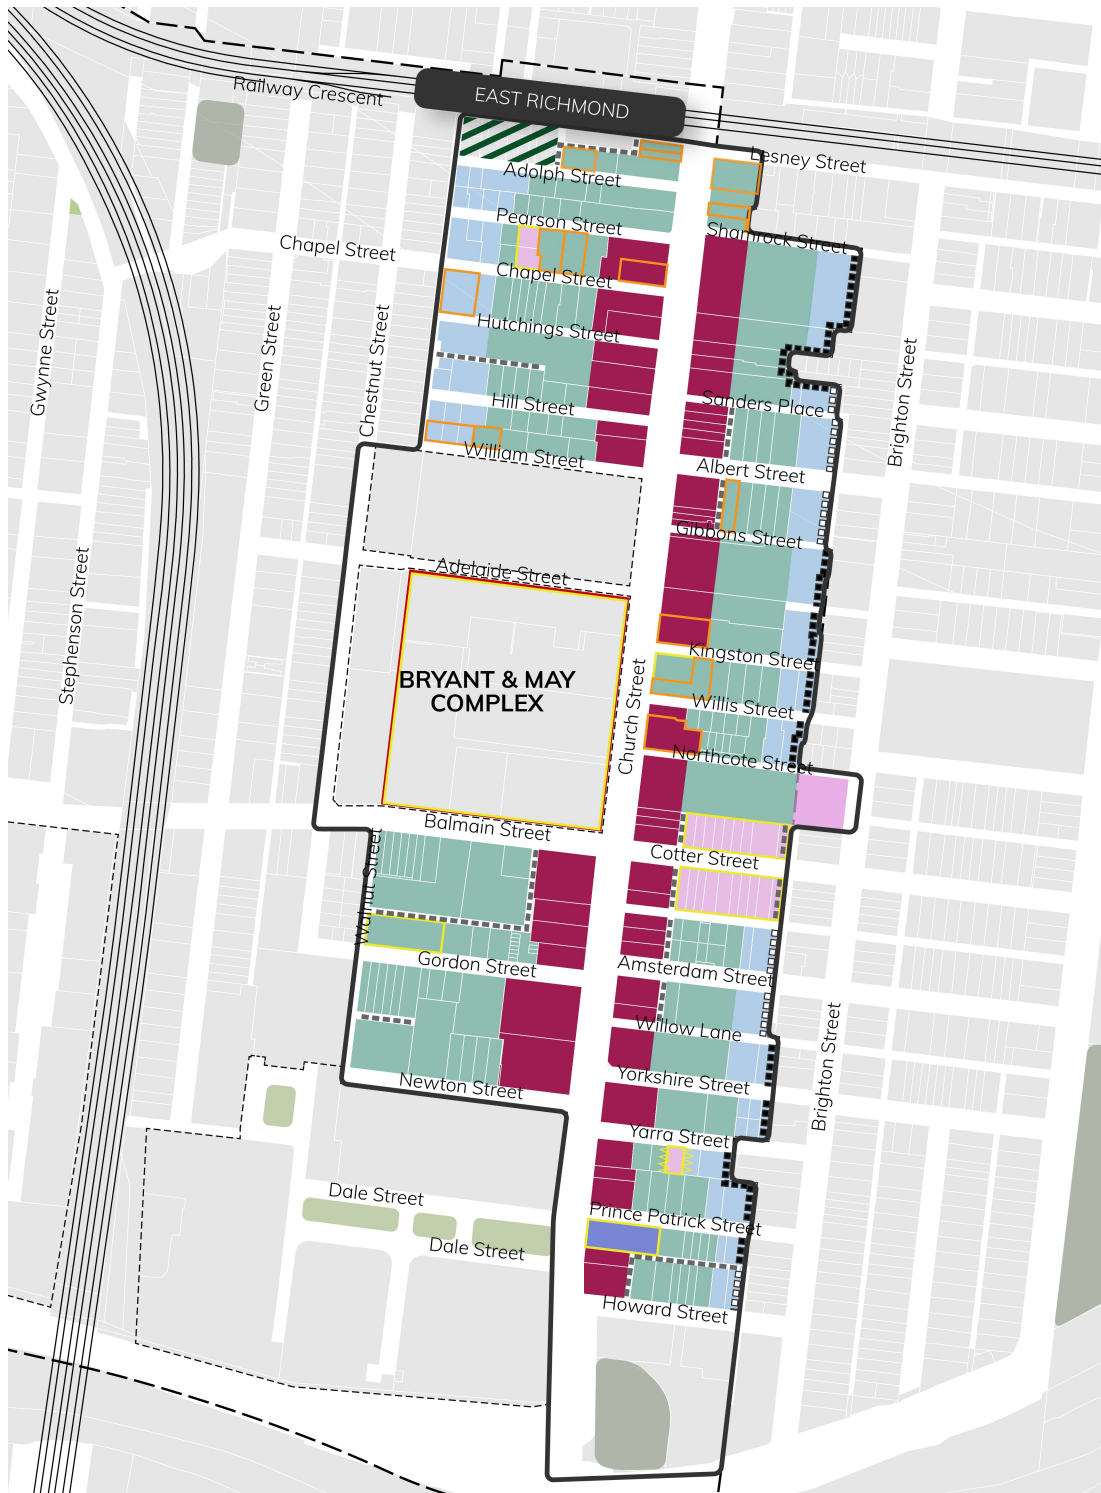 EAST RICHMOND
Railway Crescent
Lesney Street
Adolph Street
Pearson Street
Shamrock Street
Chapel Street
Chapel Street
Gwynne Street
Green Street
Chestnut Street
Hutchings Street
Brighton Street
Hill Street
Sanders Place
William Street
Albert Street
Gibbons Street
Adelaide Street
Stephenson Street
BRYANT & MAY
COMPLEX
Church Street
Kingston Street
Willis Street
Northcote Street
Balmain Street
Walnut Street
Cotter Street
Gordon Street
Amsterdam Street
Willow Lane
Brighton Street
Newton Street
Yorkshire Street
Yarra Street
Dale Street
Prince Patrick Street
Dale Street
Howard Street